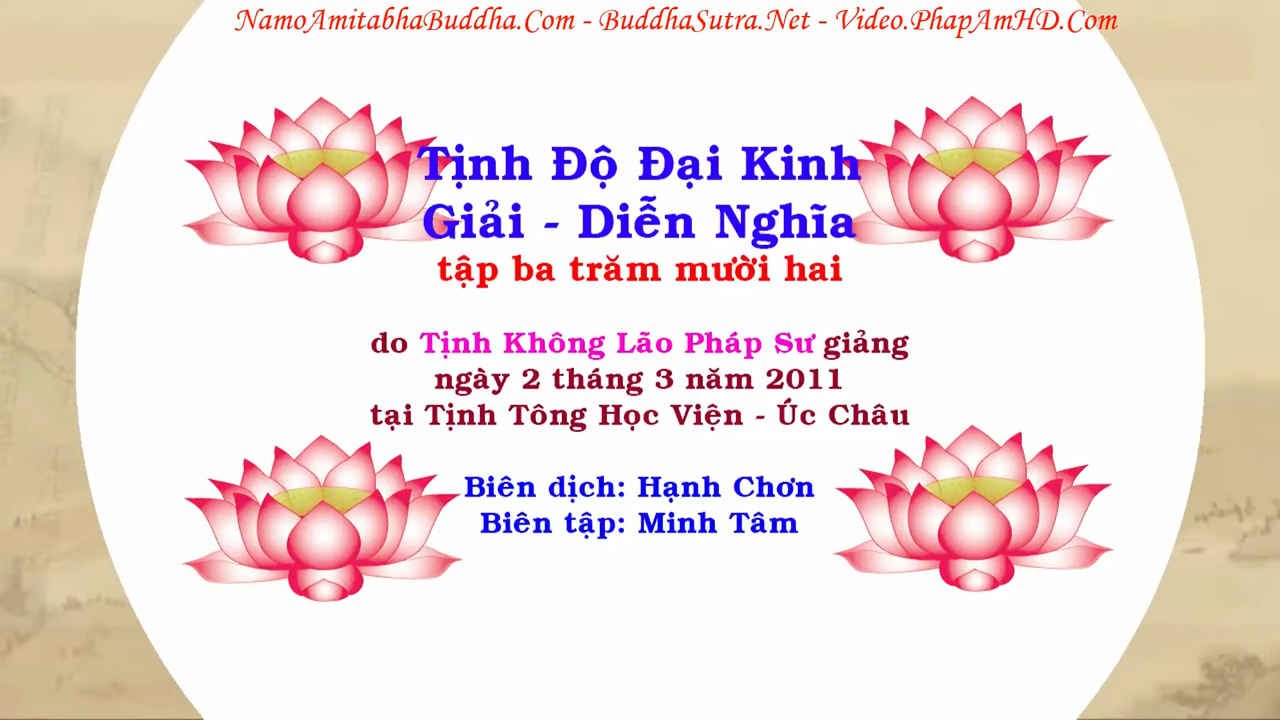 NamoAmitabhaBuddha.Com - BuddhaSutra.Net - Video.PhapAmHD.Com
Tịnh Độ Đại Kinh
Giải - Diễn Nghĩa
tập ba trăm mười hai
do Tịnh Không Lão Pháp Sư giảng
ngày 2 tháng 3 năm 2011
tại Tịnh Tông Học Viện - Úc Châu
Biên dịch: Hạnh Chơn
Biên tập: Minh Tâm